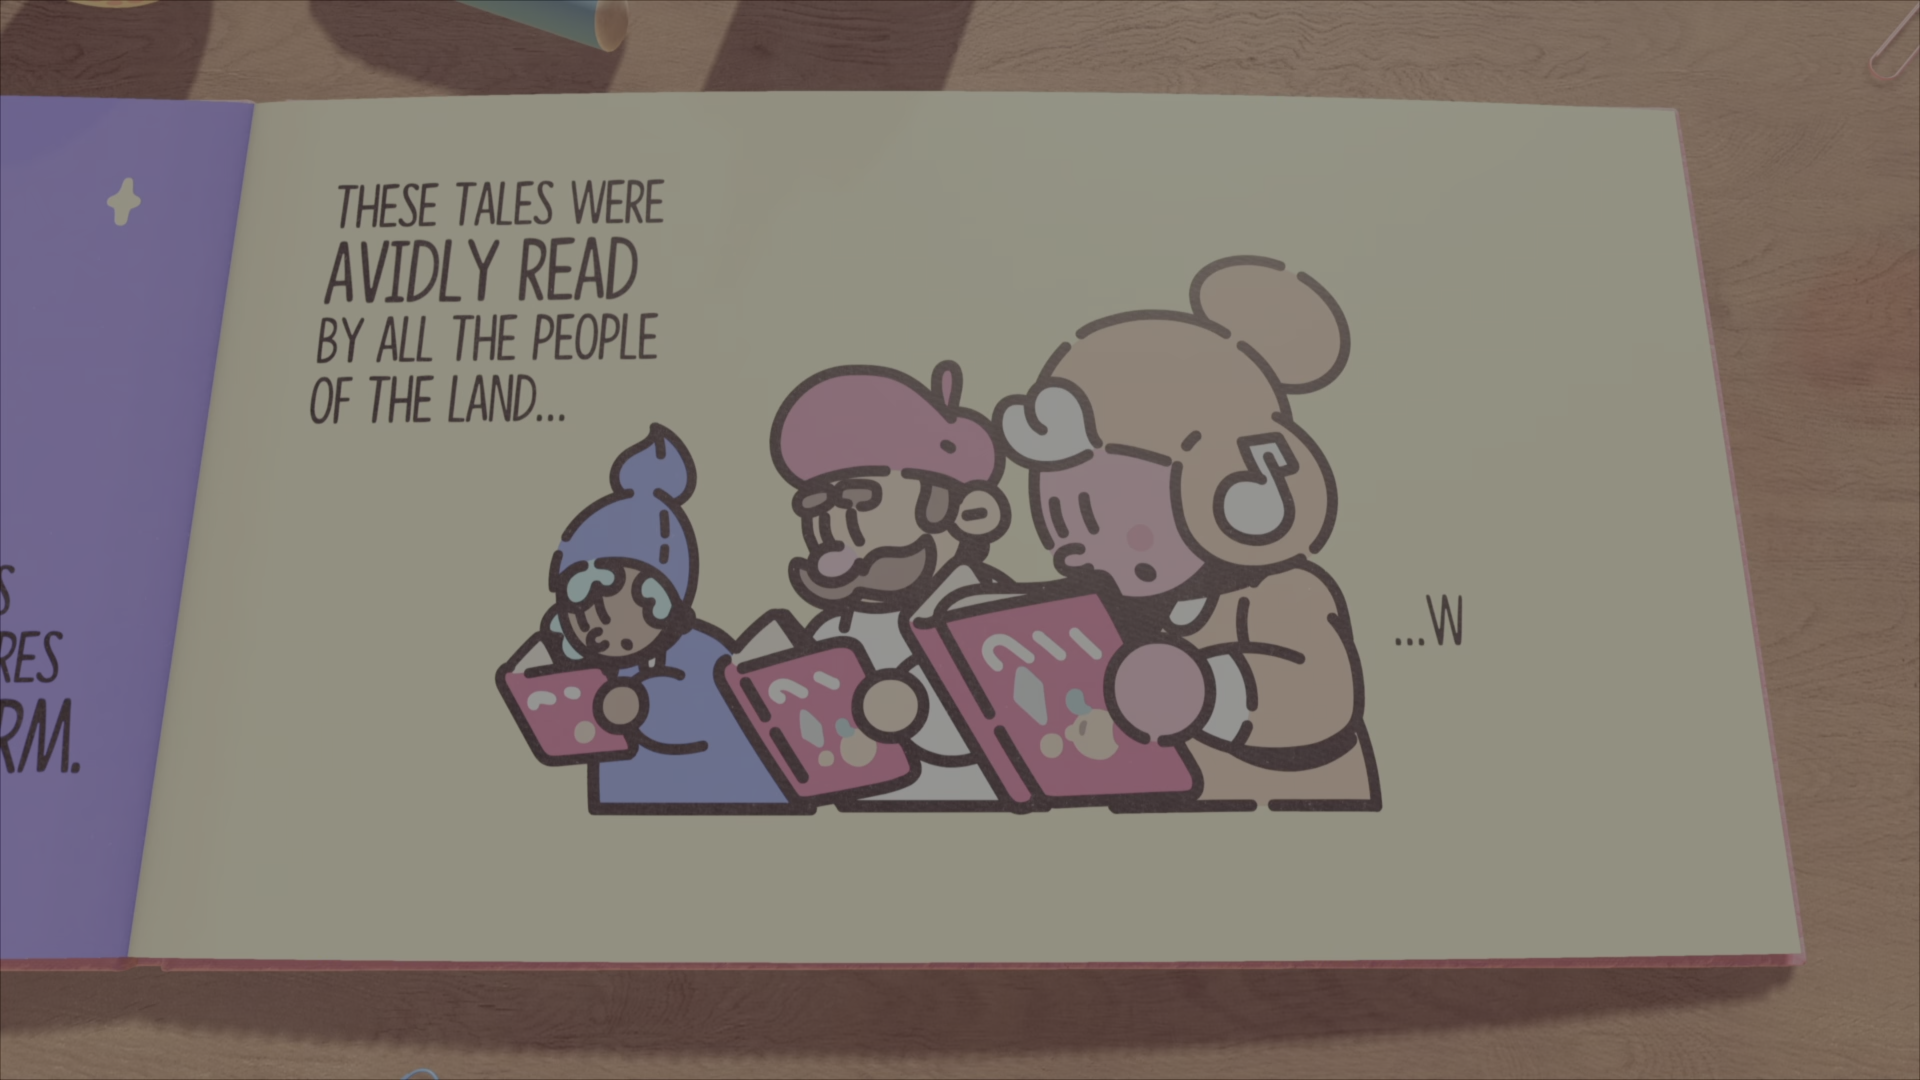 RES
RM.
THESE TALES WERE
AVIDLY READ
BY ALL THE PEOPLE
OF THE LAND...
...W